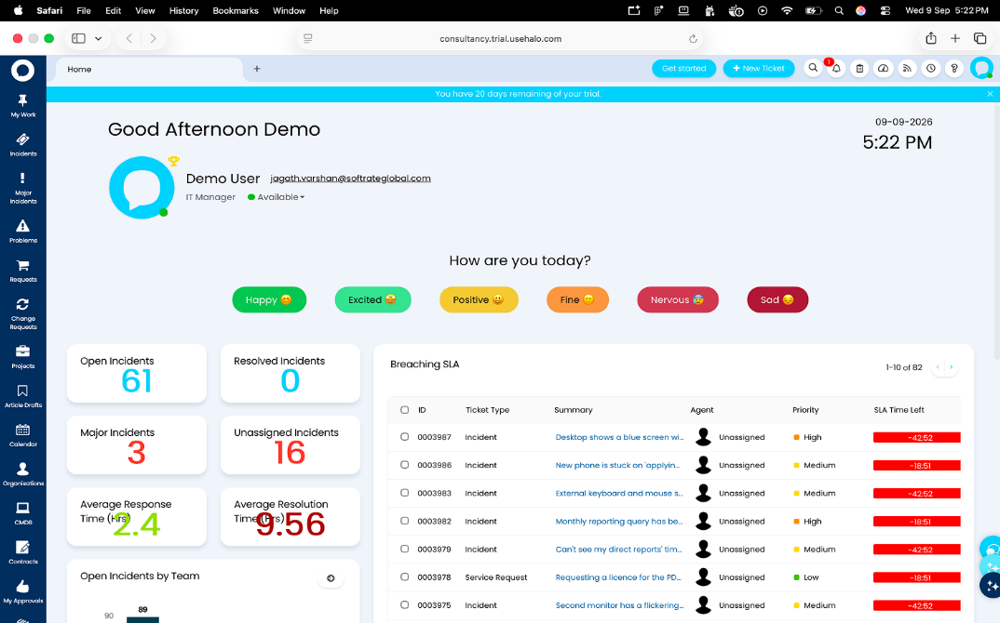 Safari File Edit View History Bookmarks Window Help
Wed 9 Sep 5:22 PM
consultancy.trial.usehalo.com
Home
Get started
+ New Ticket
1
You have 20 days remaining of your trial.
My Work
Incidents
Major
Incidents
Problems
Requests
Change
Requests
Projects
Article Drafts
Calendar
Organisations
CMDB
Contracts
My Approvals
Good Afternoon Demo
09-09-2026
5:22 PM
Demo User jagath.varshan@softrateglobal.com
IT Manager Available
How are you today?
Happy 😊 Excited 🤩 Positive 😃 Fine 🙂 Nervous 😰 Sad 😔
Open Incidents
61
Resolved Incidents
0
Major Incidents
3
Unassigned Incidents
16
Average Response
Time (Hrs)
2.4
Average Resolution
Time (Hrs)
9.56
Open Incidents by Team
90
89
Breaching SLA
1-10 of 82
ID Ticket Type Summary Agent Priority SLA Time Left
0003987 Incident Desktop shows a blue screen wi... Unassigned High -42:52
0003986 Incident New phone is stuck on 'applyin... Unassigned Medium -18:51
0003983 Incident External keyboard and mouse s... Unassigned Medium -42:52
0003982 Incident Monthly reporting query has be... Unassigned High -18:51
0003979 Incident Can't see my direct reports' tim... Unassigned Medium -42:52
0003978 Service Request Requesting a licence for the PD... Unassigned Low -18:51
0003975 Incident Second monitor has a flickering... Unassigned Medium -42:52